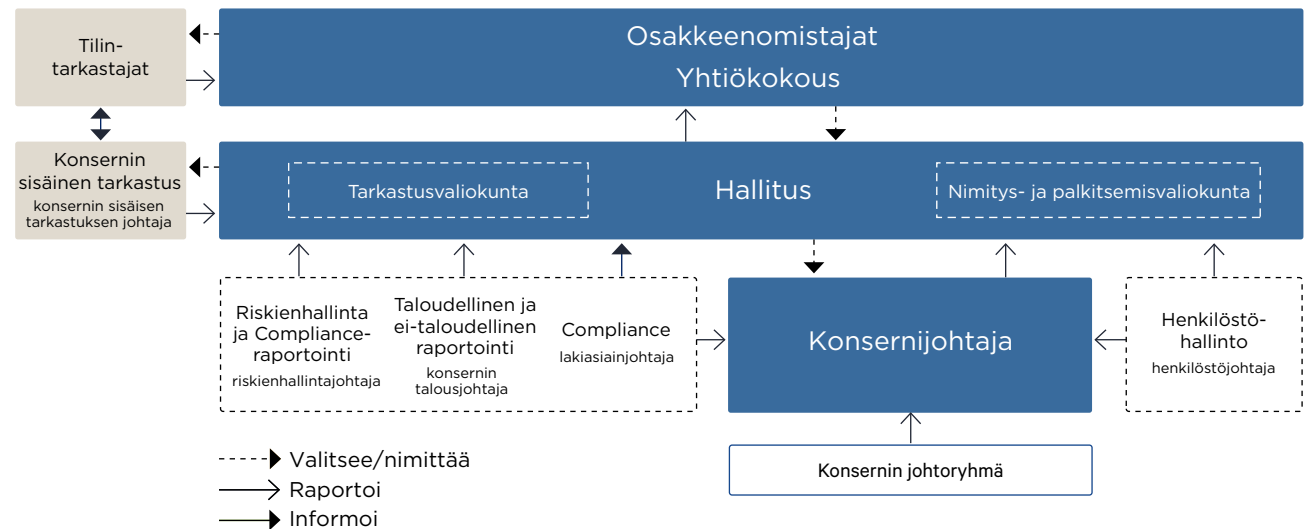 Tilin-
tarkastajat
Osakkeenomistajat
Yhtiökokous
Konsernin
sisäinen tarkastus
konsernin sisäisen
tarkastuksen johtaja
Tarkastusvaliokunta
Hallitus
Nimitys- ja palkitsemisvaliokunta
Riskienhallinta
ja Compliance-
raportointi
riskienhallintajohtaja
Taloudellinen ja
ei-taloudellinen
raportointi
konsernin
talousjohtaja
Compliance
lakiasiainjohtaja
Konsernijohtaja
Henkilöstö-
hallinto
henkilöstöjohtaja
Konsernin johtoryhmä
Valitsee/nimittää
Raportoi
Informoi